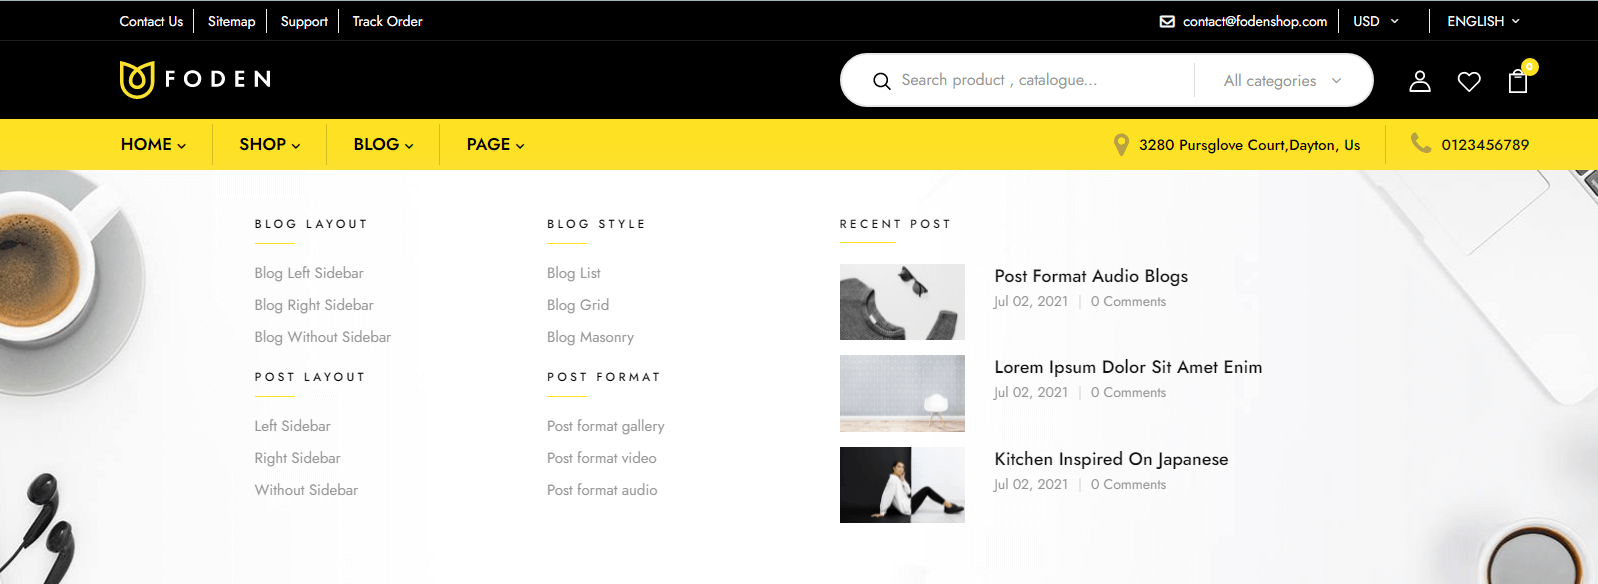 Contact Us Sitemap Support Track Order contact@fodenshop.com USD ENGLISH
FODEN Search product , catalogue... All categories 0
HOME SHOP BLOG PAGE 3280 Pursglove Court,Dayton, Us 0123456789
BLOG LAYOUT
Blog Left Sidebar
Blog Right Sidebar
Blog Without Sidebar
POST LAYOUT
Left Sidebar
Right Sidebar
Without Sidebar
BLOG STYLE
Blog List
Blog Grid
Blog Masonry
POST FORMAT
Post format gallery
Post format video
Post format audio
RECENT POST
Post Format Audio Blogs
Jul 02, 2021 | 0 Comments
Lorem Ipsum Dolor Sit Amet Enim
Jul 02, 2021 | 0 Comments
Kitchen Inspired On Japanese
Jul 02, 2021 | 0 Comments